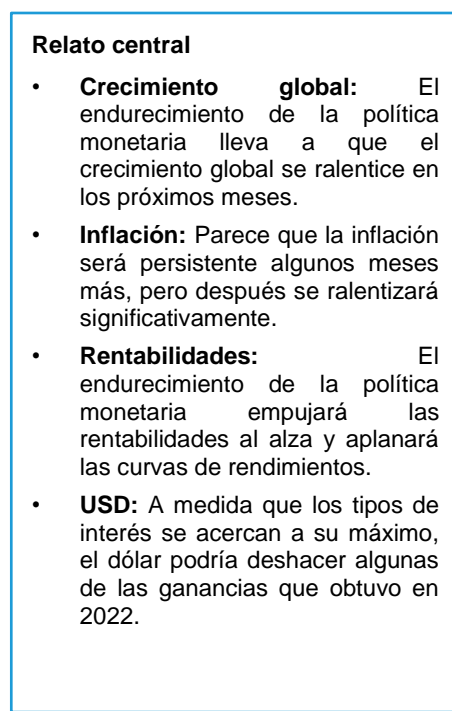 Relato central
• Crecimiento global: El
endurecimiento de la política
monetaria lleva a que el
crecimiento global se ralentice en
los próximos meses.
• Inflación: Parece que la inflación
será persistente algunos meses
más, pero después se ralentizará
significativamente.
• Rentabilidades: El
endurecimiento de la política
monetaria empujará las
rentabilidades al alza y aplanará
las curvas de rendimientos.
• USD: A medida que los tipos de
interés se acercan a su máximo,
el dólar podría deshacer algunas
de las ganancias que obtuvo en
2022.